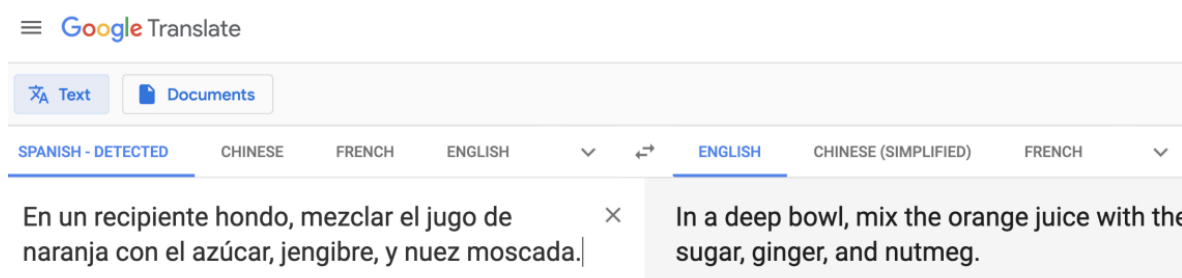 Google Translate
Text Documents
SPANISH - DETECTED CHINESE FRENCH ENGLISH ENGLISH CHINESE (SIMPLIFIED) FRENCH
En un recipiente hondo, mezclar el jugo de
naranja con el azúcar, jengibre, y nuez moscada.
In a deep bowl, mix the orange juice with the
sugar, ginger, and nutmeg.